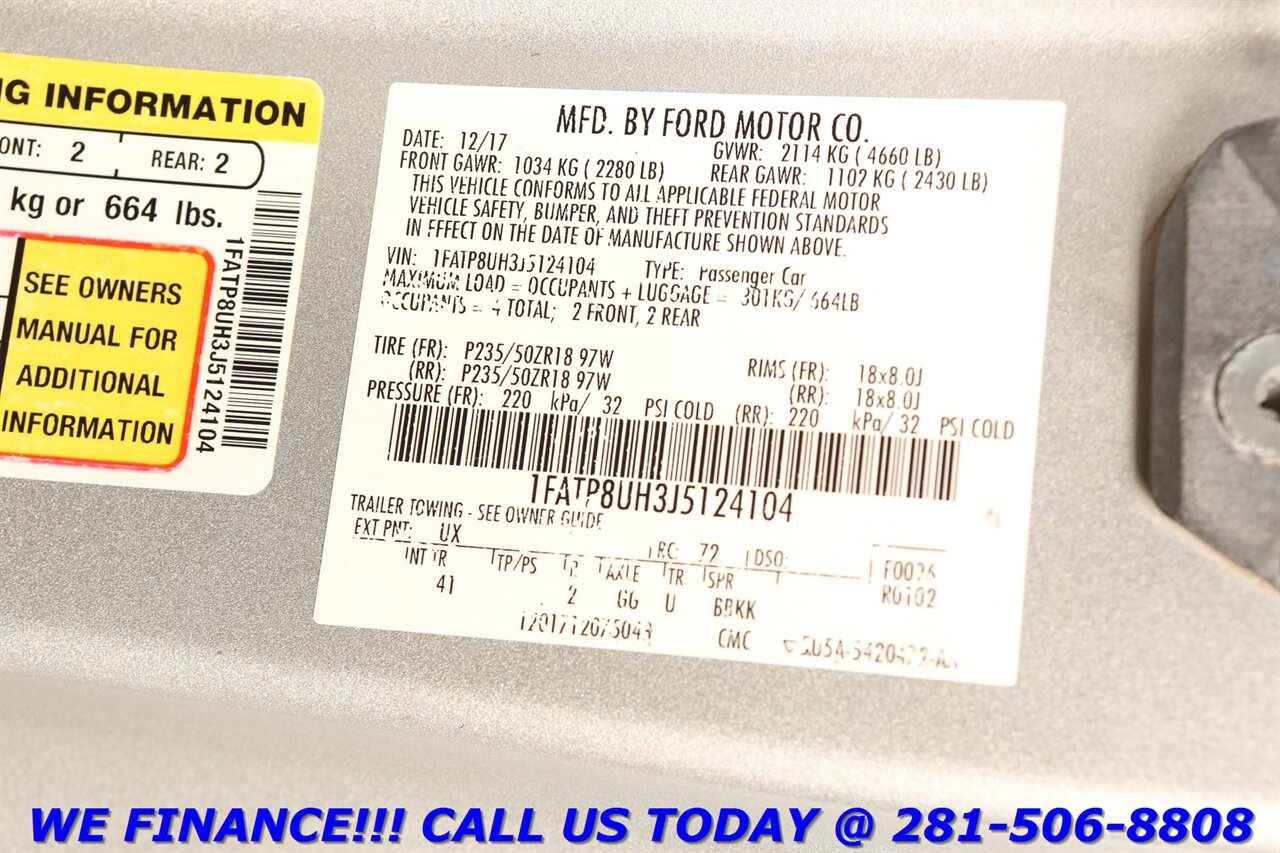 G INFORMATION
ONT: 2 REAR: 2
kg or 664 lbs.
SEE OWNERS
MANUAL FOR
ADDITIONAL
INFORMATION
1FATP8UH3J5124104
MFD. BY FORD MOTOR CO.
DATE: 12/17 GVWR: 2114 KG ( 4660 LB)
FRONT GAWR: 1034 KG ( 2280 LB) REAR GAWR: 1102 KG ( 2430 LB)
THIS VEHICLE CONFORMS TO ALL APPLICABLE FEDERAL MOTOR
VEHICLE SAFETY, BUMPER, AND THEFT PREVENTION STANDARDS
IN EFFECT ON THE DATE OF MANUFACTURE SHOWN ABOVE.
VIN: 1FATP8UH3J5124104 TYPE: Passenger Car
MAXIMUM LOAD = OCCUPANTS + LUGGAGE = 301KG/ 664LB
OCCUPANTS = 4 TOTAL; 2 FRONT, 2 REAR
TIRE (FR): P235/50ZR18 97W RIMS (FR): 18x8.0J
(RR): P235/50ZR18 97W (RR): 18x8.0J
PRESSURE (FR): 220 kPa/ 32 PSI COLD (RR): 220 kPa/ 32 PSI COLD
1FATP8UH3J5124104
TRAILER TOWING - SEE OWNER GUIDE
EXT PNT: UX RC: 72 DSO:
INT TR TP/PS R AXLE TR SPR F0026
41 2 GG U BBKK R0102
CMC
WE FINANCE!!! CALL US TODAY @ 281-506-8808